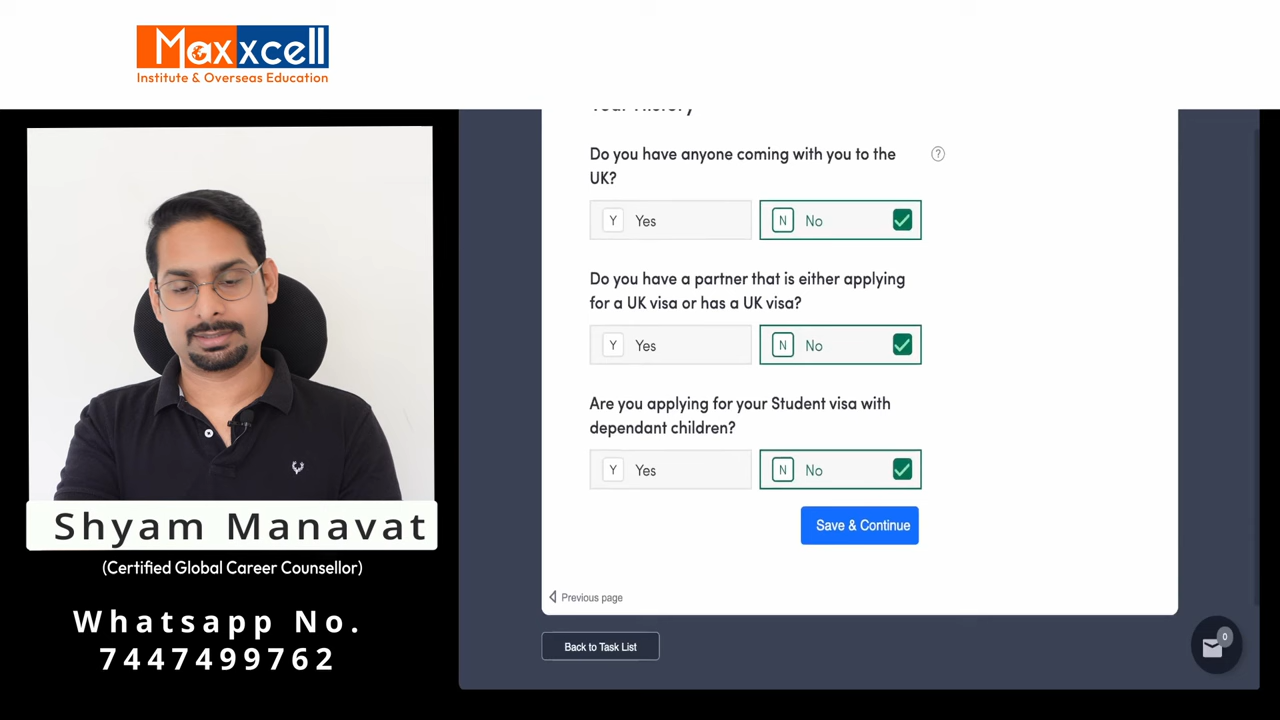 Maxxcell
Institute & Overseas Education
Your History
Do you have anyone coming with you to the
UK?
?
Y Yes
N No
Do you have a partner that is either applying
for a UK visa or has a UK visa?
Y Yes
N No
Are you applying for your Student visa with
dependant children?
Y Yes
N No
Save & Continue
Previous page
Back to Task List
0
Shyam Manavat
(Certified Global Career Counsellor)
Whatsapp No.
7447499762